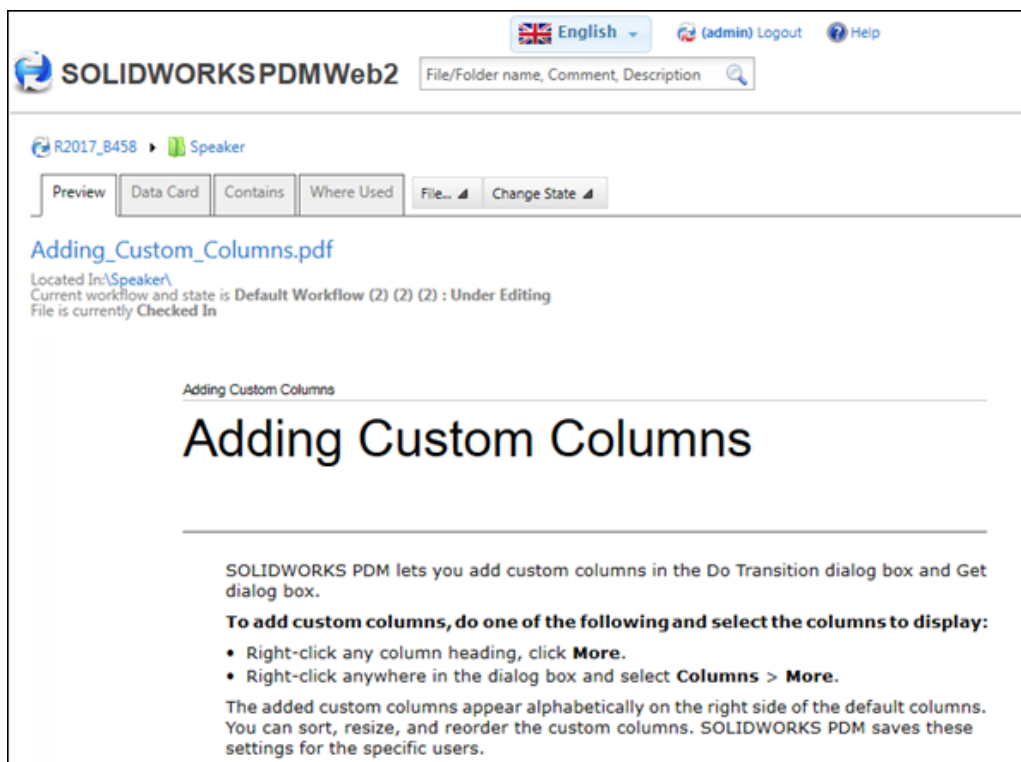 English (admin) Logout Help
SOLIDWORKS PDM Web2 File/Folder name, Comment, Description
R2017_B458 Speaker
Preview Data Card Contains Where Used File... Change State
Adding_Custom_Columns.pdf
Located In:\Speaker\
Current workflow and state is Default Workflow (2) (2) (2) : Under Editing
File is currently Checked In
Adding Custom Columns
Adding Custom Columns
SOLIDWORKS PDM lets you add custom columns in the Do Transition dialog box and Get
dialog box.
To add custom columns, do one of the following and select the columns to display:
• Right-click any column heading, click More.
• Right-click anywhere in the dialog box and select Columns > More.
The added custom columns appear alphabetically on the right side of the default columns.
You can sort, resize, and reorder the custom columns. SOLIDWORKS PDM saves these
settings for the specific users.